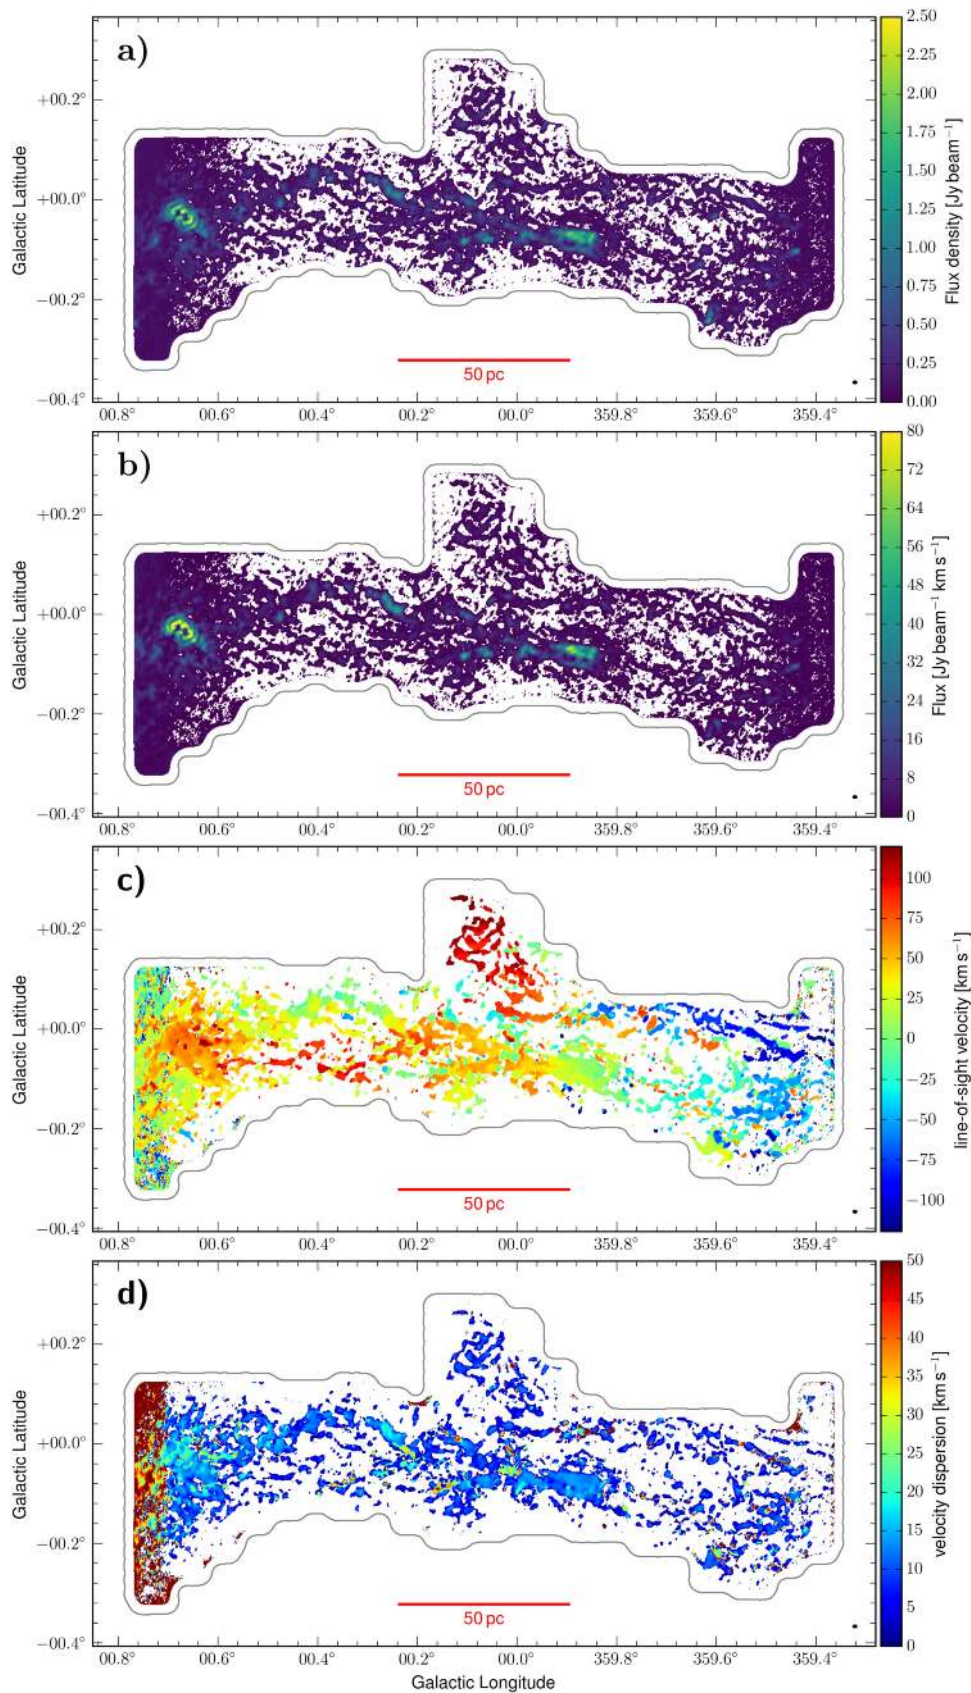 a)
Galactic Latitude
+00.2°
+00.0°
−00.2°
−00.4°
50 pc
00.8° 00.6° 00.4° 00.2° 00.0° 359.8° 359.6° 359.4°
2.50
2.25
2.00
1.75
1.50
1.25
1.00
0.75
0.50
0.25
0.00
Flux density [Jy beam⁻¹]
b)
Galactic Latitude
+00.2°
+00.0°
−00.2°
−00.4°
50 pc
00.8° 00.6° 00.4° 00.2° 00.0° 359.8° 359.6° 359.4°
80
72
64
56
48
40
32
24
16
8
0
Flux [Jy beam⁻¹ km s⁻¹]
c)
Galactic Latitude
+00.2°
+00.0°
−00.2°
−00.4°
50 pc
00.8° 00.6° 00.4° 00.2° 00.0° 359.8° 359.6° 359.4°
100
75
50
25
0
−25
−50
−75
−100
line-of-sight velocity [km s⁻¹]
d)
Galactic Latitude
+00.2°
+00.0°
−00.2°
−00.4°
50 pc
00.8° 00.6° 00.4° 00.2° 00.0° 359.8° 359.6° 359.4°
Galactic Longitude
50
45
40
35
30
25
20
15
10
5
0
velocity dispersion [km s⁻¹]